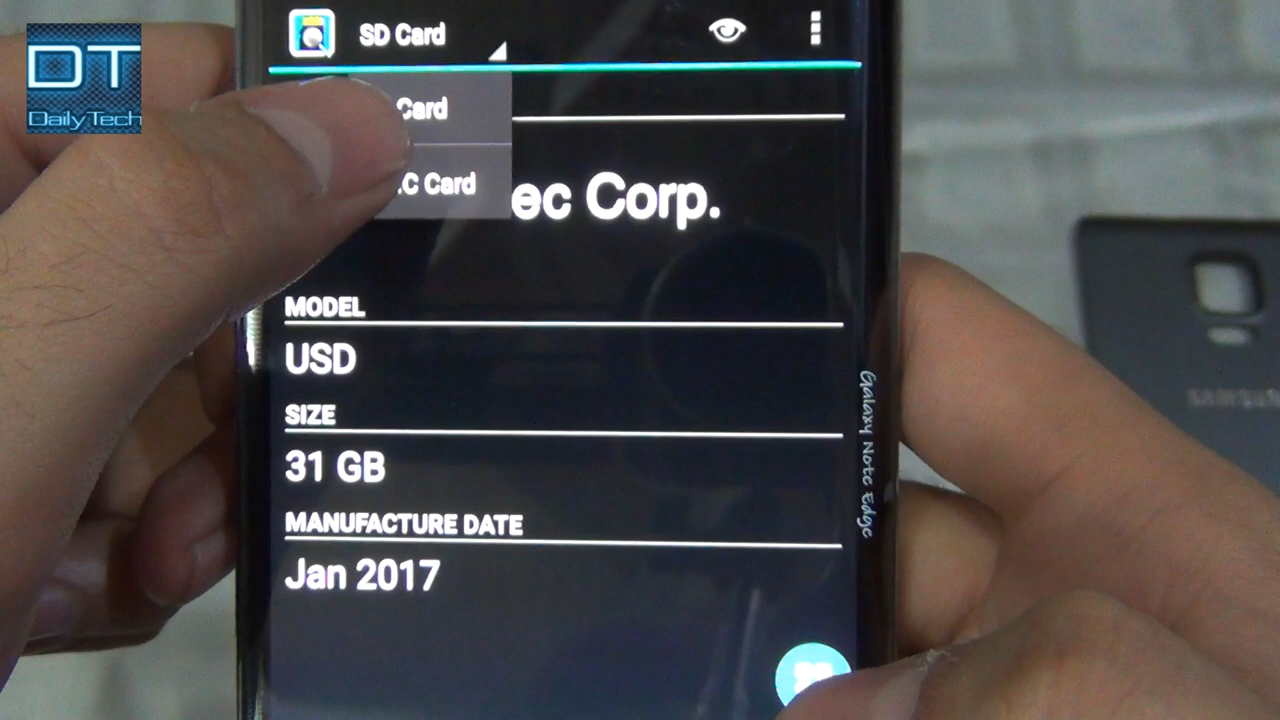 DT
DailyTech
SD Card
Card
C Card
ec Corp.
MODEL
USD
SIZE
31 GB
MANUFACTURE DATE
Jan 2017
Galaxy Note Edge
SAMSUNG